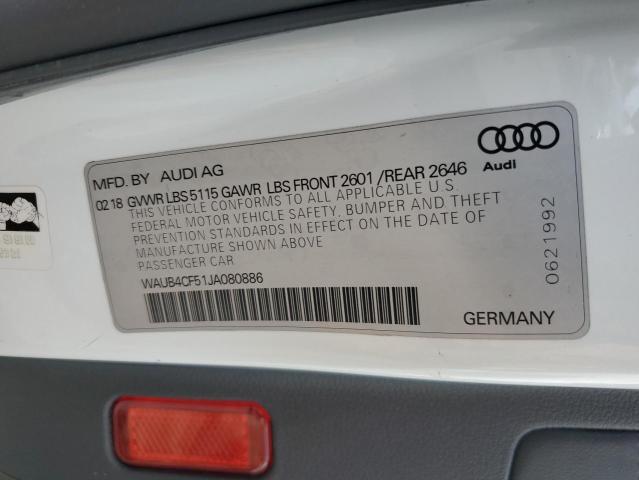 MFD. BY AUDI AG
Audi
02 18 GVWR LBS 5115 GAWR LBS FRONT 2601 /REAR 2646
THIS VEHICLE CONFORMS TO ALL APPLICABLE U.S.
FEDERAL MOTOR VEHICLE SAFETY, BUMPER AND THEFT
PREVENTION STANDARDS IN EFFECT ON THE DATE OF
MANUFACTURE SHOWN ABOVE
PASSENGER CAR
WAUB4CF51JA080886
0621992
GERMANY